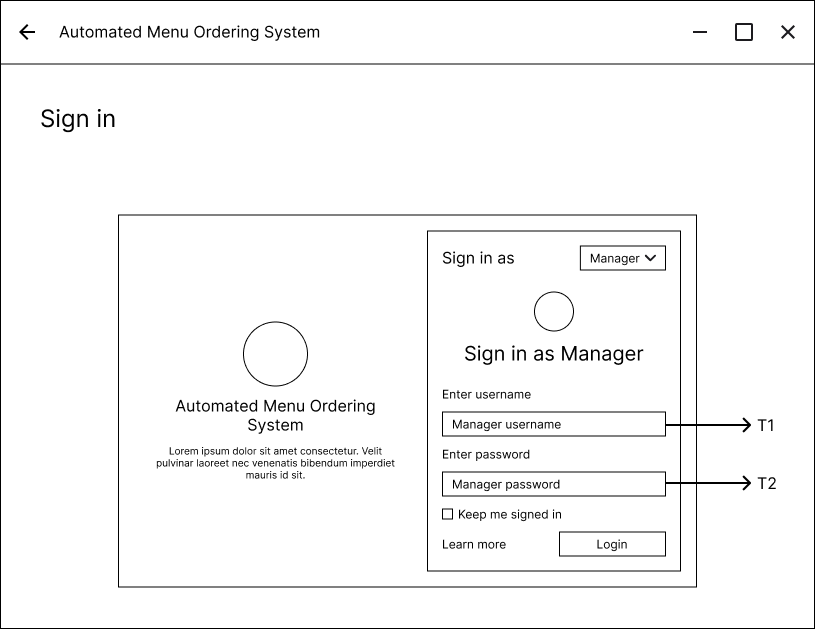 Automated Menu Ordering System
Sign in
Automated Menu Ordering
System
Lorem ipsum dolor sit amet consectetur. Velit
pulvinar laoreet nec venenatis bibendum imperdiet
mauris id sit.
Sign in as
Manager
Sign in as Manager
Enter username
Manager username
T1
Enter password
Manager password
T2
Keep me signed in
Learn more
Login